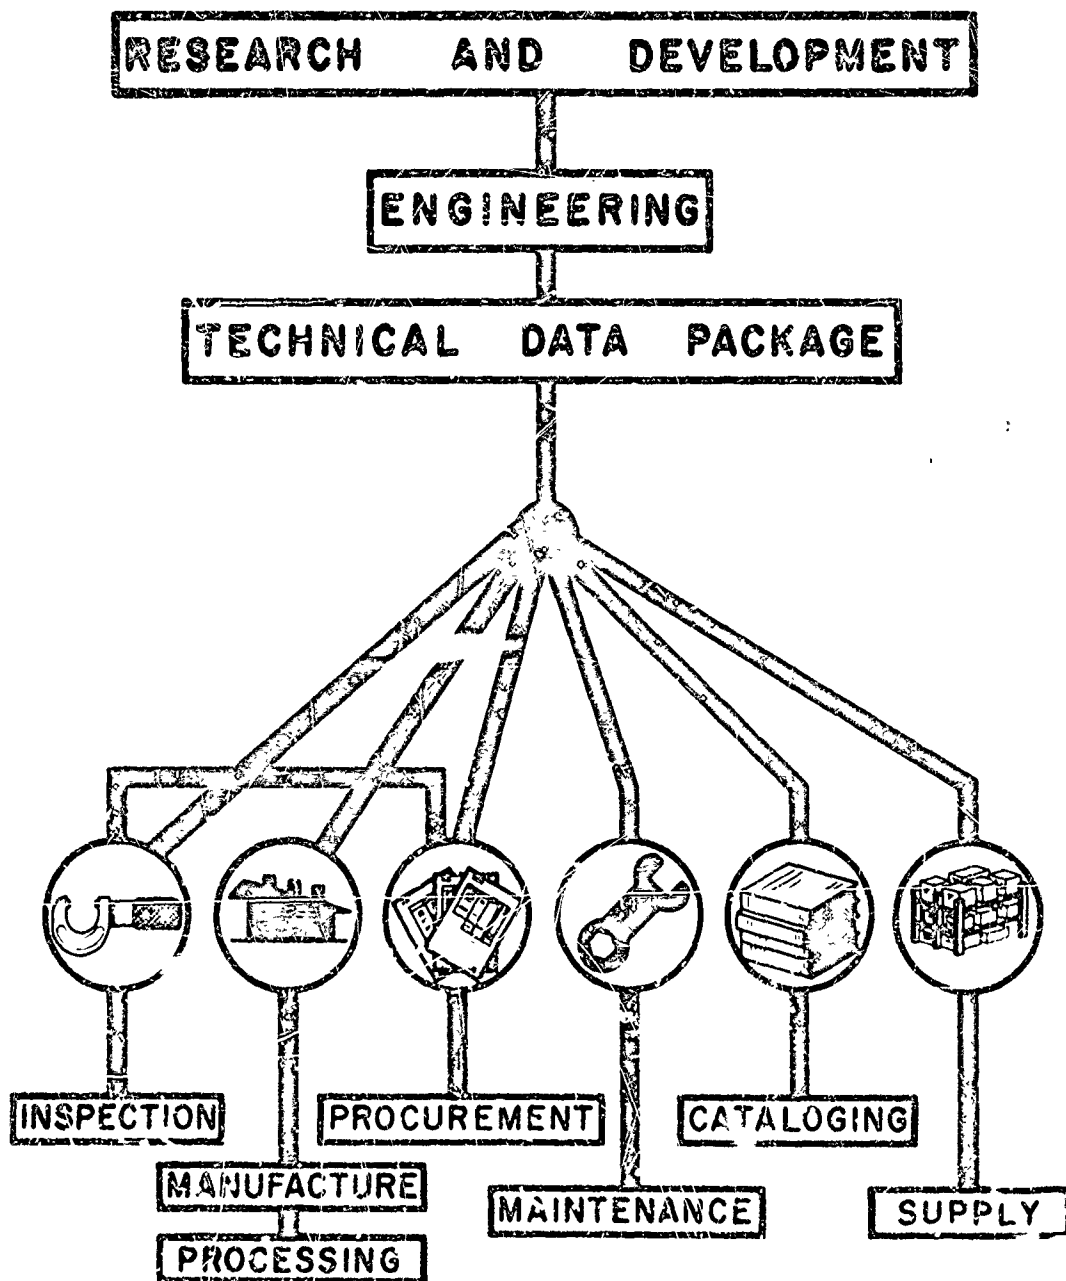 RESEARCH AND DEVELOPMENT
ENGINEERING
TECHNICAL DATA PACKAGE
INSPECTION
PROCUREMENT
CATALOGING
MANUFACTURE
MAINTENANCE
SUPPLY
PROCESSING